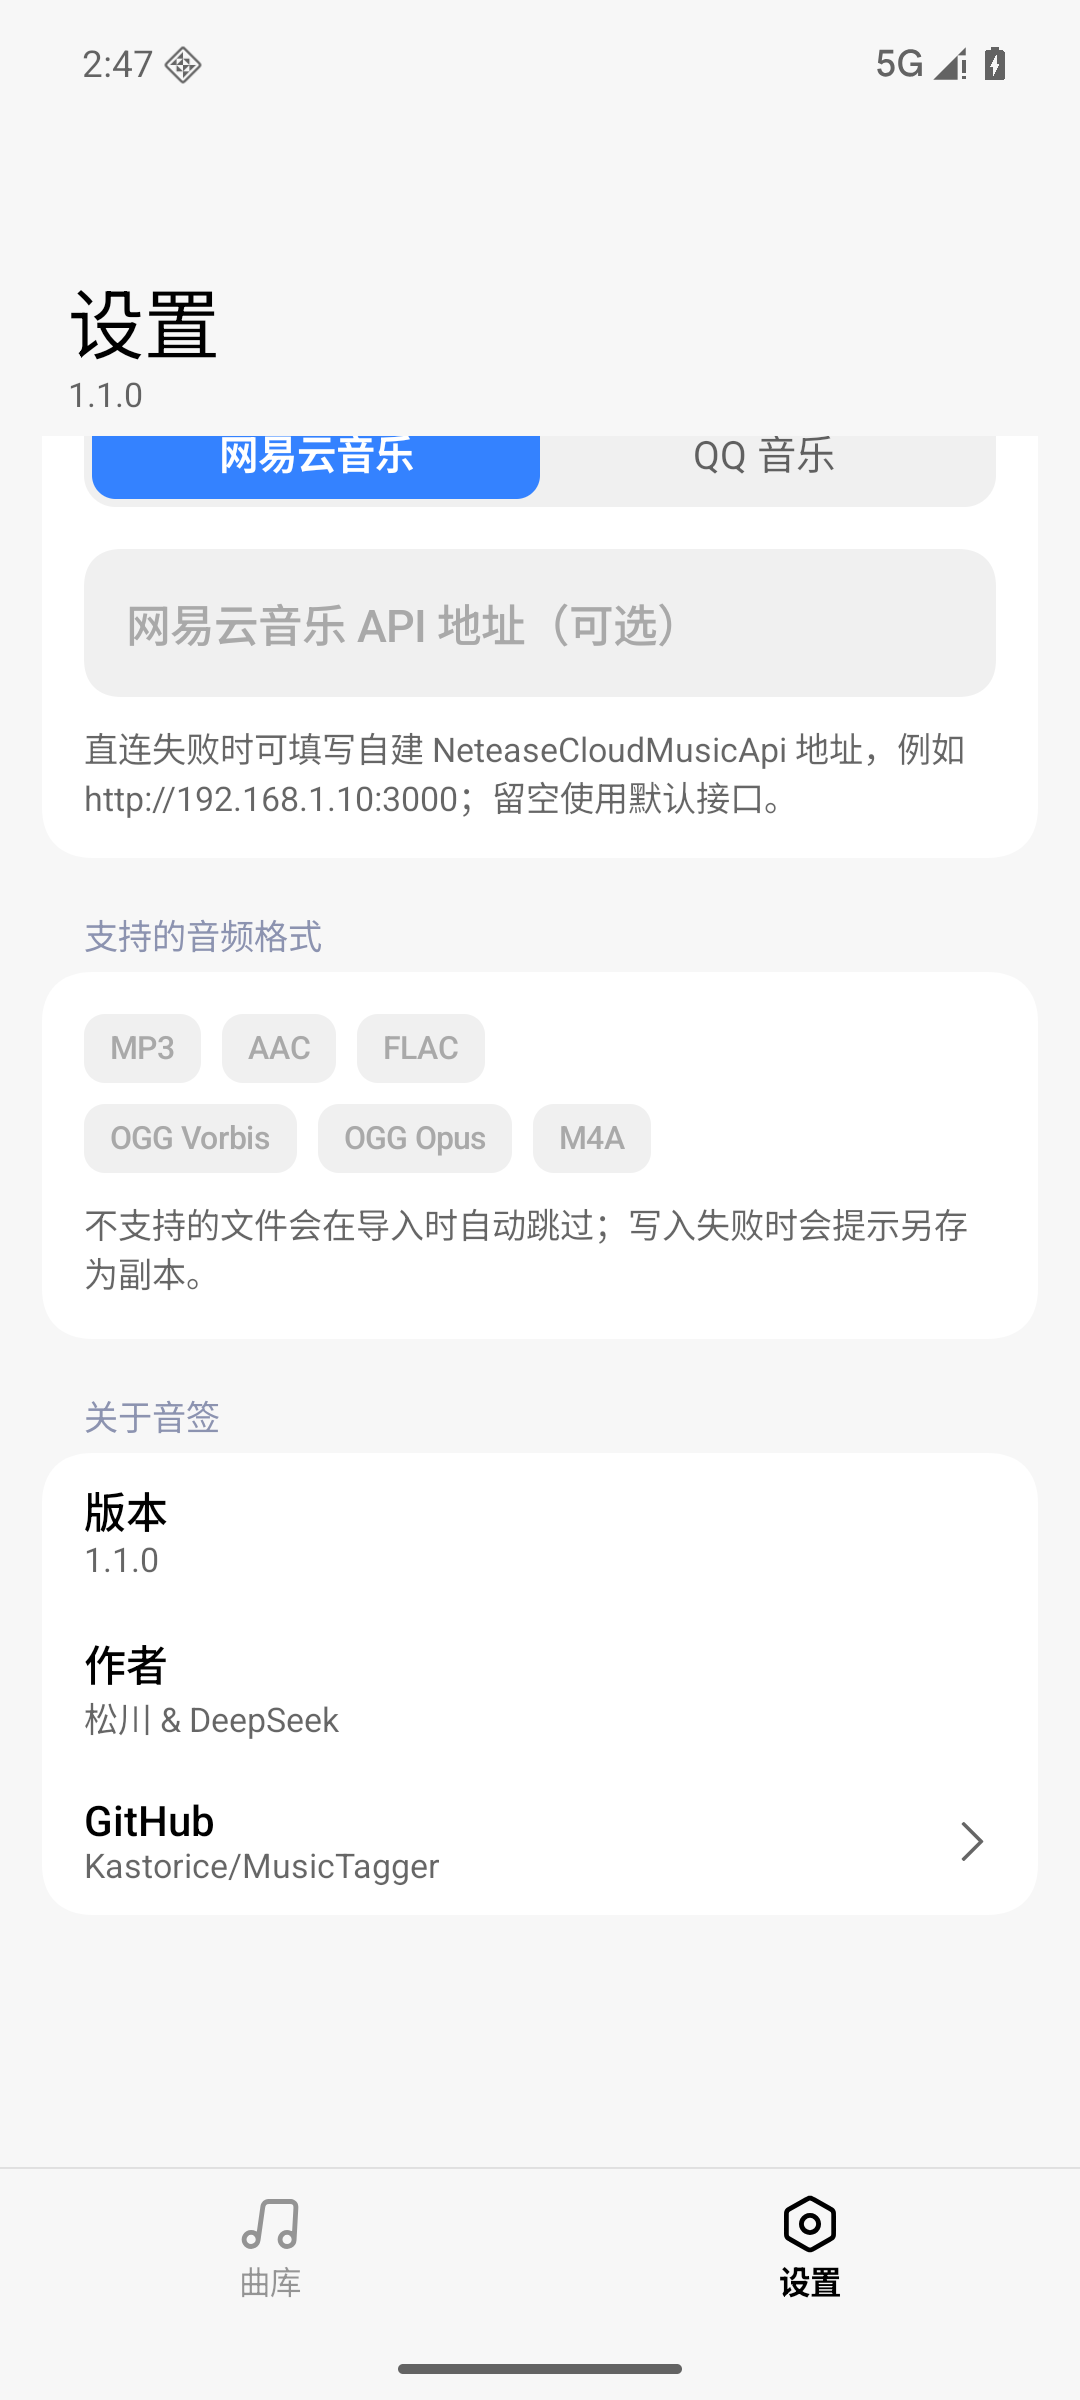 2:47
5G
设置
1.1.0
网易云音乐
QQ 音乐
网易云音乐 API 地址（可选）
直连失败时可填写自建 NeteaseCloudMusicApi 地址，例如
http://192.168.1.10:3000；留空使用默认接口。
支持的音频格式
MP3
AAC
FLAC
OGG Vorbis
OGG Opus
M4A
不支持的文件会在导入时自动跳过；写入失败时会提示另存
为副本。
关于音签
版本
1.1.0
作者
松川 & DeepSeek
GitHub
Kastorice/MusicTagger
曲库
设置